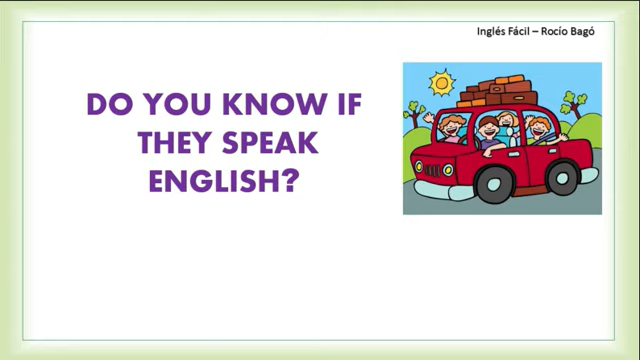 Inglés Fácil – Rocío Bagó
DO YOU KNOW IF
THEY SPEAK
ENGLISH?